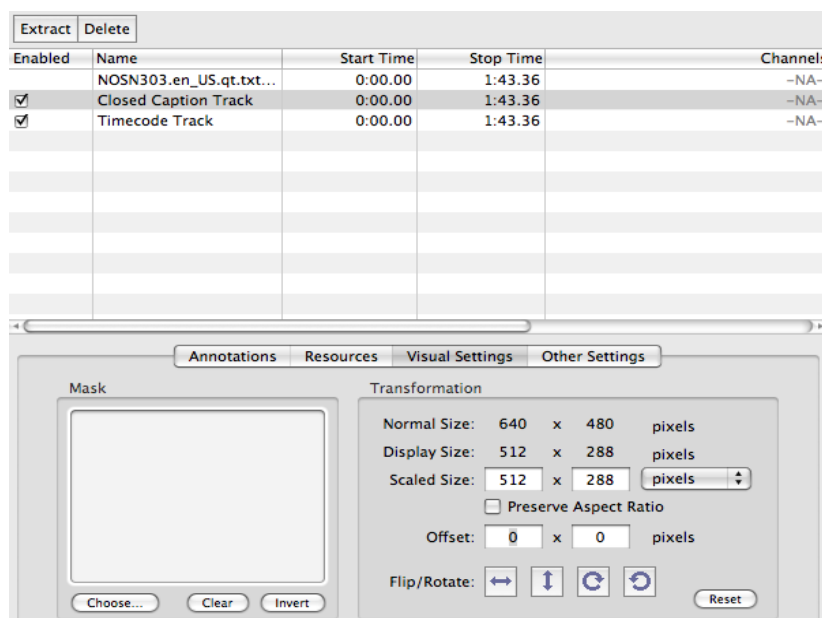 Extract Delete
Enabled Name Start Time Stop Time Channels
NOSN303.en_US.qt.txt... 0:00.00 1:43.36 -NA-
Closed Caption Track 0:00.00 1:43.36 -NA-
Timecode Track 0:00.00 1:43.36 -NA-
Annotations Resources Visual Settings Other Settings
Mask
Transformation
Normal Size: 640 x 480 pixels
Display Size: 512 x 288 pixels
Scaled Size: 512 x 288 pixels
Preserve Aspect Ratio
Offset: 0 x 0 pixels
Flip/Rotate:
Choose... Clear Invert
Reset